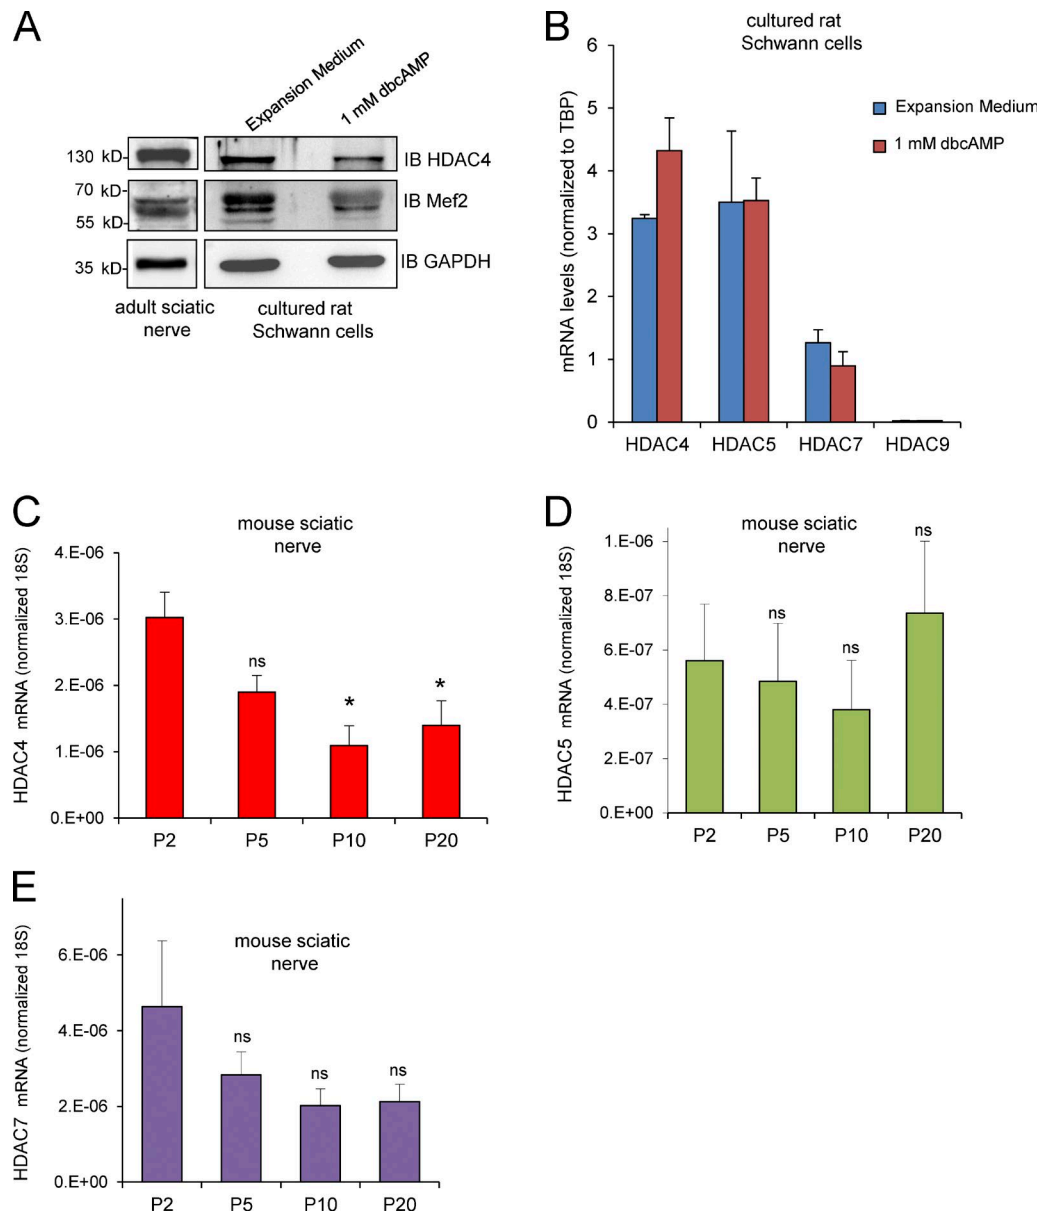 A
Expansion Medium
1 mM dbcAMP
130 kD
IB HDAC4
70 kD
IB Mef2
55 kD
35 kD
IB GAPDH
adult sciatic
nerve
cultured rat
Schwann cells
B
cultured rat
Schwann cells
mRNA levels (normalized to TBP)
6
5
4
3
2
1
0
Expansion Medium
1 mM dbcAMP
HDAC4 HDAC5 HDAC7 HDAC9
C
mouse sciatic
nerve
HDAC4 mRNA (normalized 18S)
4.E-06
3.E-06
2.E-06
1.E-06
0.E+00
ns
*
*
P2 P5 P10 P20
D
mouse sciatic
nerve
HDAC5 mRNA (normalized 18S)
1.E-06
8.E-07
6.E-07
4.E-07
2.E-07
0.E+00
ns
ns
ns
P2 P5 P10 P20
E
mouse sciatic
nerve
HDAC7 mRNA (normalized 18S)
6.E-06
4.E-06
2.E-06
0.E+00
ns
ns
ns
P2 P5 P10 P20